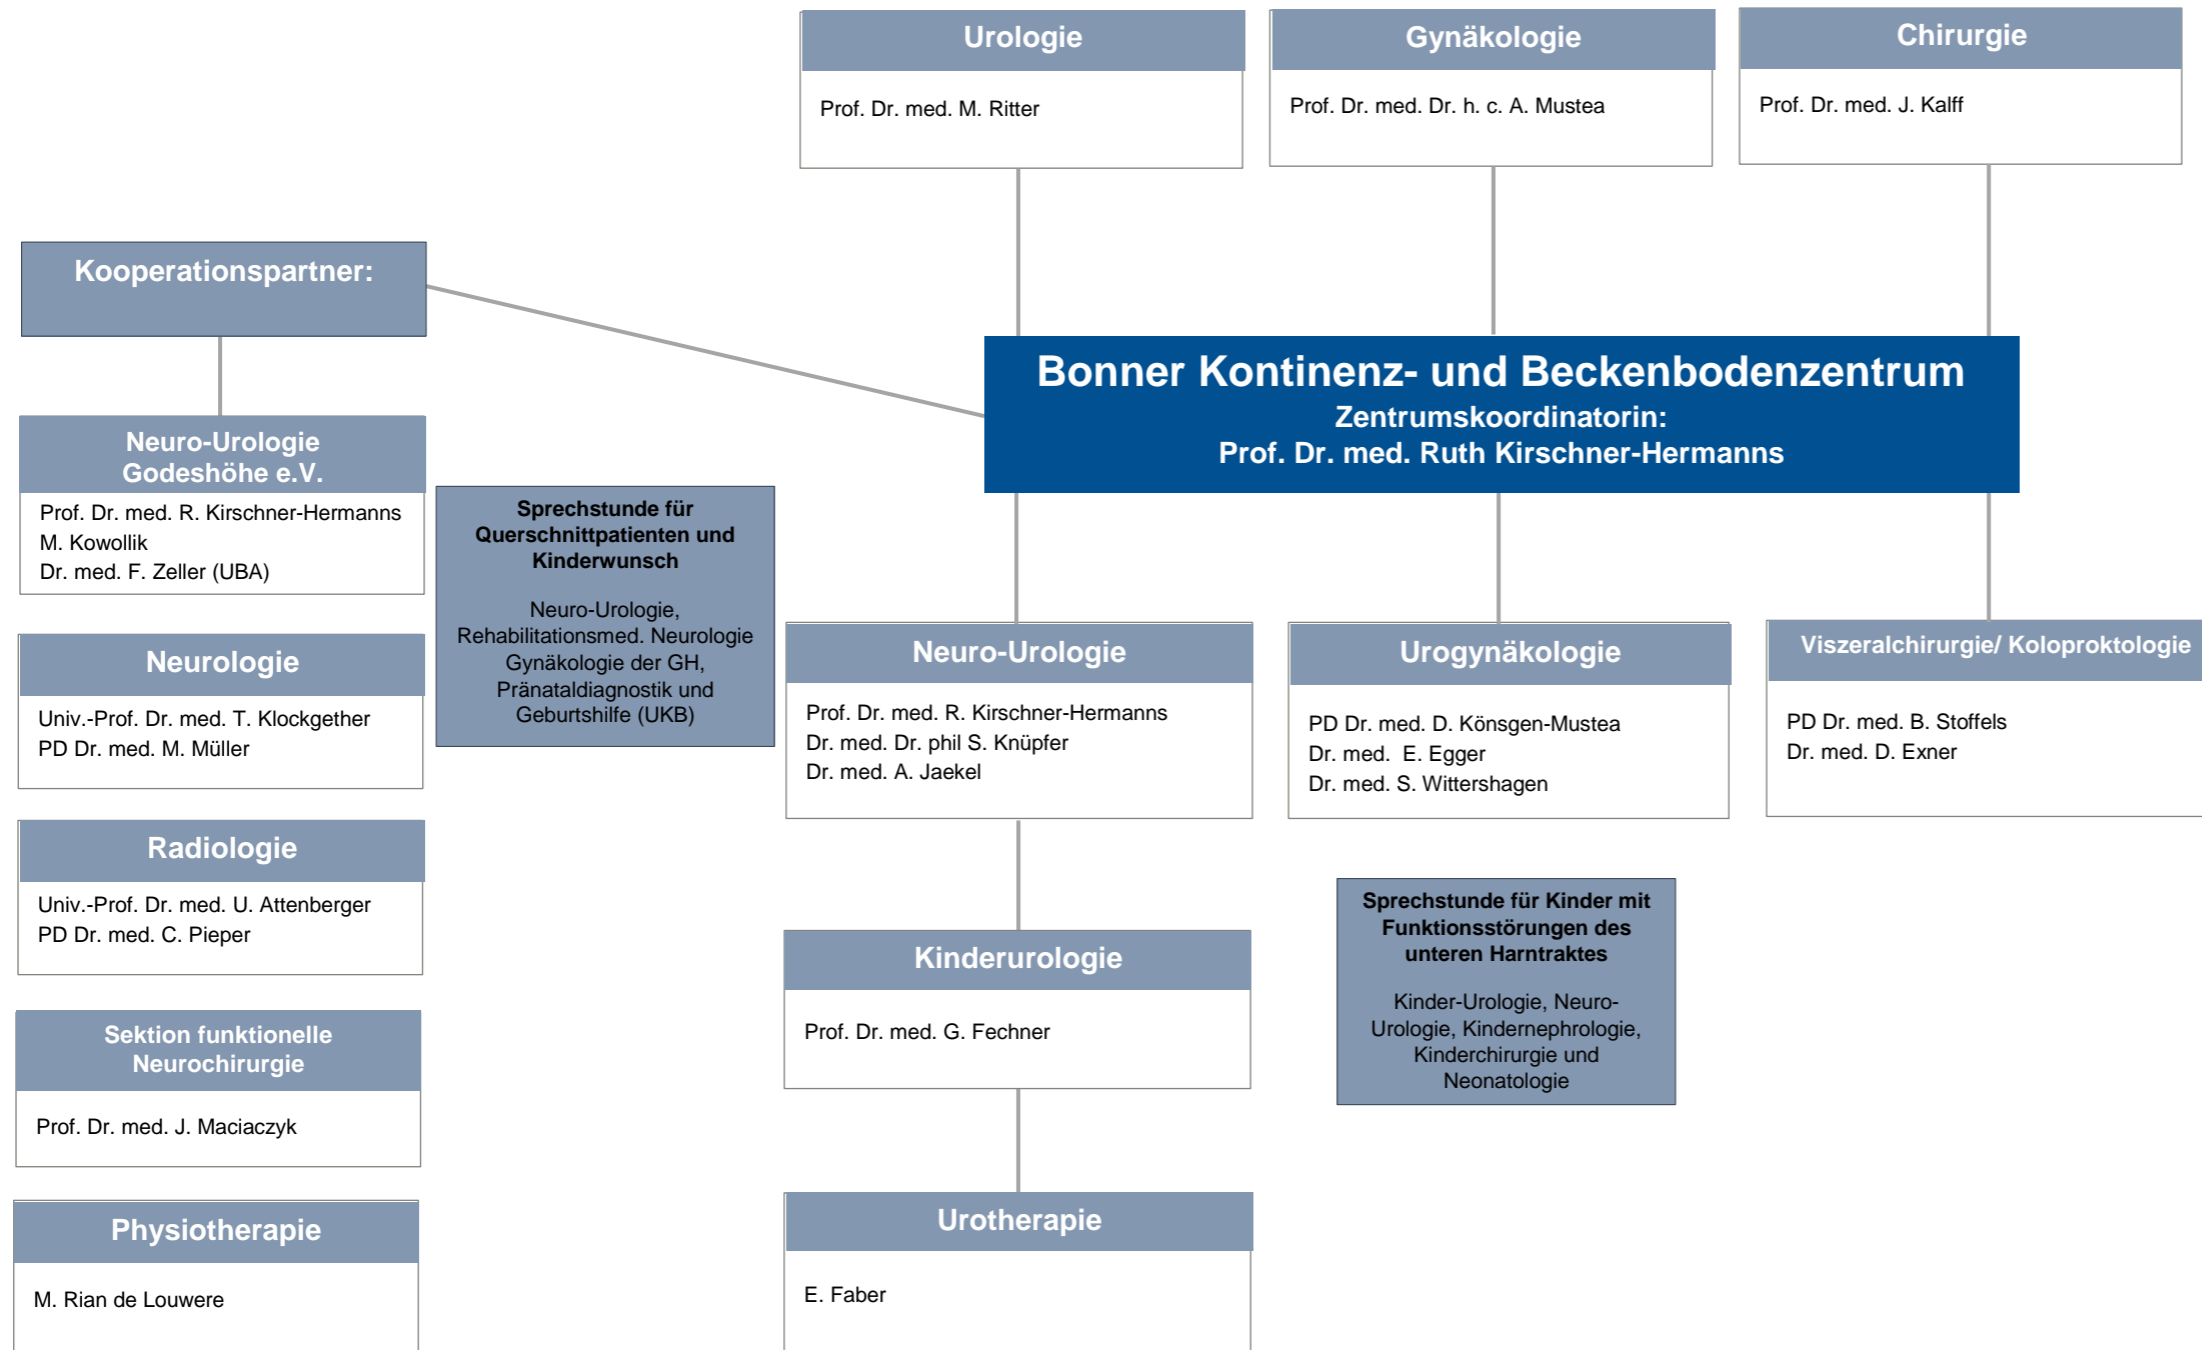 Urologie
Prof. Dr. med. M. Ritter
Gynäkologie
Prof. Dr. med. Dr. h. c. A. Mustea
Chirurgie
Prof. Dr. med. J. Kalff
Kooperationspartner:
Bonner Kontinenz- und Beckenbodenzentrum
Zentrumskoordinatorin:
Prof. Dr. med. Ruth Kirschner-Hermanns
Neuro-Urologie
Godeshöhe e.V.
Prof. Dr. med. R. Kirschner-Hermanns
M. Kowollik
Dr. med. F. Zeller (UBA)
Sprechstunde für
Querschnittpatienten und
Kinderwunsch
Neuro-Urologie,
Rehabilitationsmed. Neurologie
Gynäkologie der GH,
Pränataldiagnostik und
Geburtshilfe (UKB)
Neurologie
Univ.-Prof. Dr. med. T. Klockgether
PD Dr. med. M. Müller
Neuro-Urologie
Prof. Dr. med. R. Kirschner-Hermanns
Dr. med. Dr. phil S. Knüpfer
Dr. med. A. Jaekel
Urogynäkologie
PD Dr. med. D. Könsgen-Mustea
Dr. med. E. Egger
Dr. med. S. Wittershagen
Viszeralchirurgie/ Koloproktologie
PD Dr. med. B. Stoffels
Dr. med. D. Exner
Radiologie
Univ.-Prof. Dr. med. U. Attenberger
PD Dr. med. C. Pieper
Sprechstunde für Kinder mit
Funktionsstörungen des
unteren Harntraktes
Kinder-Urologie, Neuro-
Urologie, Kindernephrologie,
Kinderchirurgie und
Neonatologie
Kinderurologie
Prof. Dr. med. G. Fechner
Sektion funktionelle
Neurochirurgie
Prof. Dr. med. J. Maciaczyk
Physiotherapie
M. Rian de Louwere
Urotherapie
E. Faber